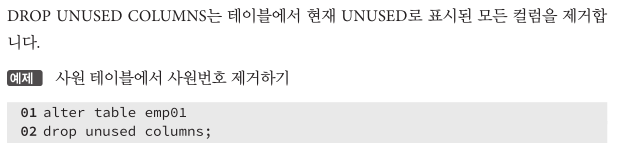 DROP UNUSED COLUMNS는 테이블에서 현재 UNUSED로 표시된 모든 컬럼을 제거합
니다.
예제 사원 테이블에서 사원번호 제거하기
01 alter table emp01
02 drop unused columns;